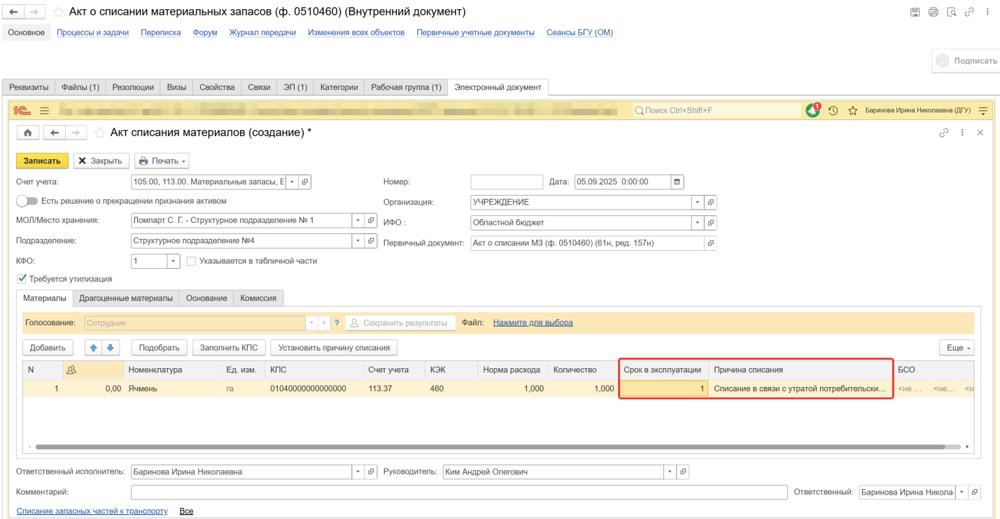 Акт о списании материальных запасов (ф. 0510460) (Внутренний документ)
Основное Процессы и задачи Переписка Форум Журнал передачи Изменения всех объектов Первичные учетные документы Сеансы БГУ (ОМ)
Подписать
Реквизиты Файлы (1) Резолюции Визы Свойства Связи ЭП (1) Категории Рабочая группа (1) Электронный документ
1С Поиск Ctrl+Shift+F 1 Баринова Ирина Николаевна (ДГУ)
Акт списания материалов (создание) *
Записать Закрыть Печать
Счет учета: 105.00, 113.00. Материальные запасы, Е Номер: Дата: 05.09.2025 0:00:00
Есть решение о прекращении признания активом Организация: УЧРЕЖДЕНИЕ
МОЛ/Место хранения: Ломпарт С. Г. - Структурное подразделение № 1 ИФО : Областной бюджет
Подразделение: Структурное подразделение №4 Первичный документ: Акт о списании МЗ (ф. 0510460) (61н, ред. 157н)
КФО: 1 Указывается в табличной части
Требуется утилизация
Материалы Драгоценные материалы Основание Комиссия
Голосование: Сотрудник ? Сохранить результаты Файл: Нажмите для выбора
Добавить Подобрать Заполнить КПС Установить причину списания Еще
N Номенклатура Ед. изм. КПС Счет учета КЭК Норма расхода Количество Срок в эксплуатации Причина списания БСО
1 0,00 Ячмень га 01040000000000000 113.37 460 1,000 1,000 1 Списание в связи с утратой потребительски... <не ... <не... <н
Ответственный исполнитель: Баринова Ирина Николаевна Руководитель: Ким Андрей Олегович
Комментарий: Ответственный: Баринова Ирина Никола
Списание запасных частей к транспорту Все